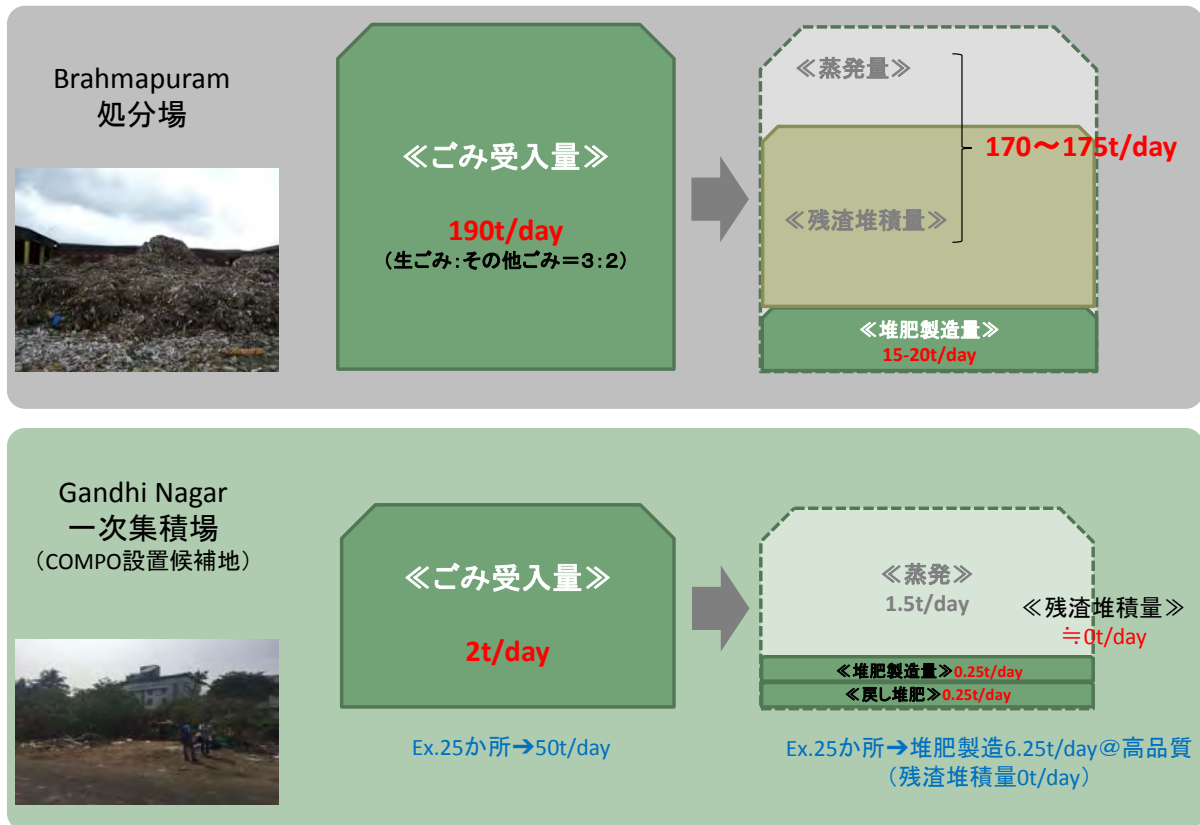 Brahmapuram
処分場
≪ごみ受入量≫
190t/day
（生ごみ：その他ごみ＝３：２）
≪蒸発量≫
170～175t/day
≪残渣堆積量≫
≪堆肥製造量≫
15-20t/day
Gandhi Nagar
一次集積場
（COMPO設置候補地）
≪ごみ受入量≫
2t/day
Ex.25か所→50t/day
≪蒸発≫
1.5t/day
≪残渣堆積量≫
≒0t/day
≪堆肥製造量≫0.25t/day
≪戻し堆肥≫0.25t/day
Ex.25か所→堆肥製造6.25t/day＠高品質
（残渣堆積量0t/day）